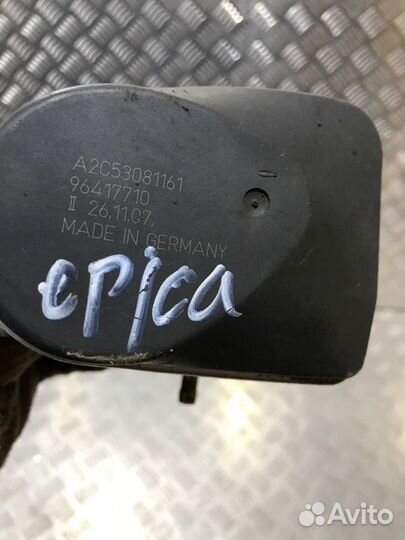 A2C53081161
96417710
II 26.11.07.
MADE IN GERMANY
epica
Avito